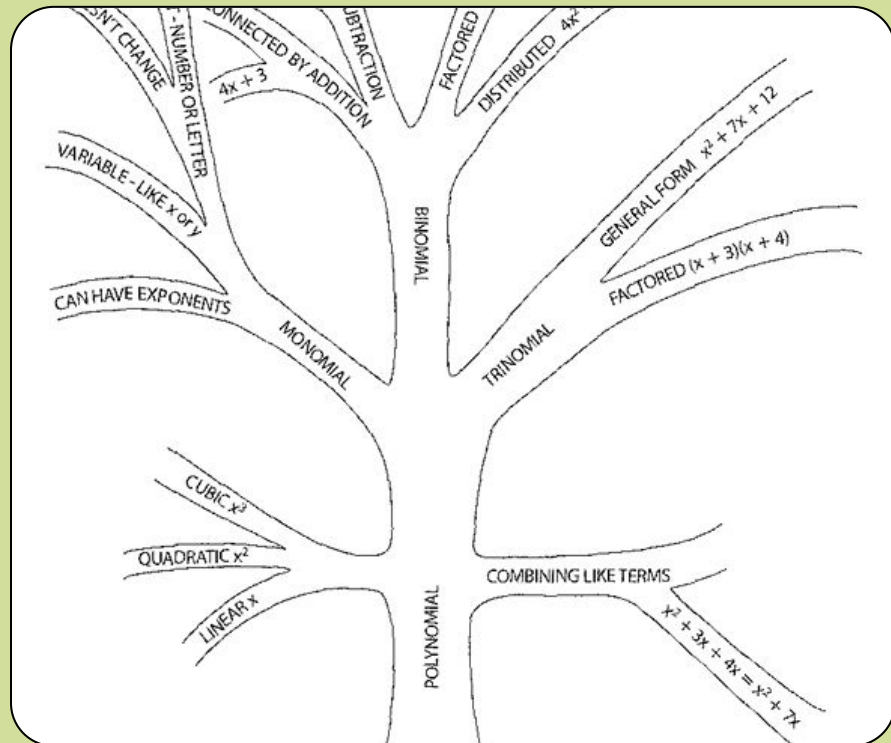 CHANGE
- NUMBER OR LETTER
4x + 3
CONNECTED BY ADDITION
FACTORED
DISTRIBUTED 4x²
VARIABLE - LIKE x or y
CAN HAVE EXPONENTS
MONOMIAL
BINOMIAL
TRINOMIAL
GENERAL FORM x² + 7x + 12
FACTORED (x + 3)(x + 4)
CUBIC x³
QUADRATIC x²
LINEAR x
POLYNOMIAL
COMBINING LIKE TERMS
x² + 3x + 4x = x² + 7x